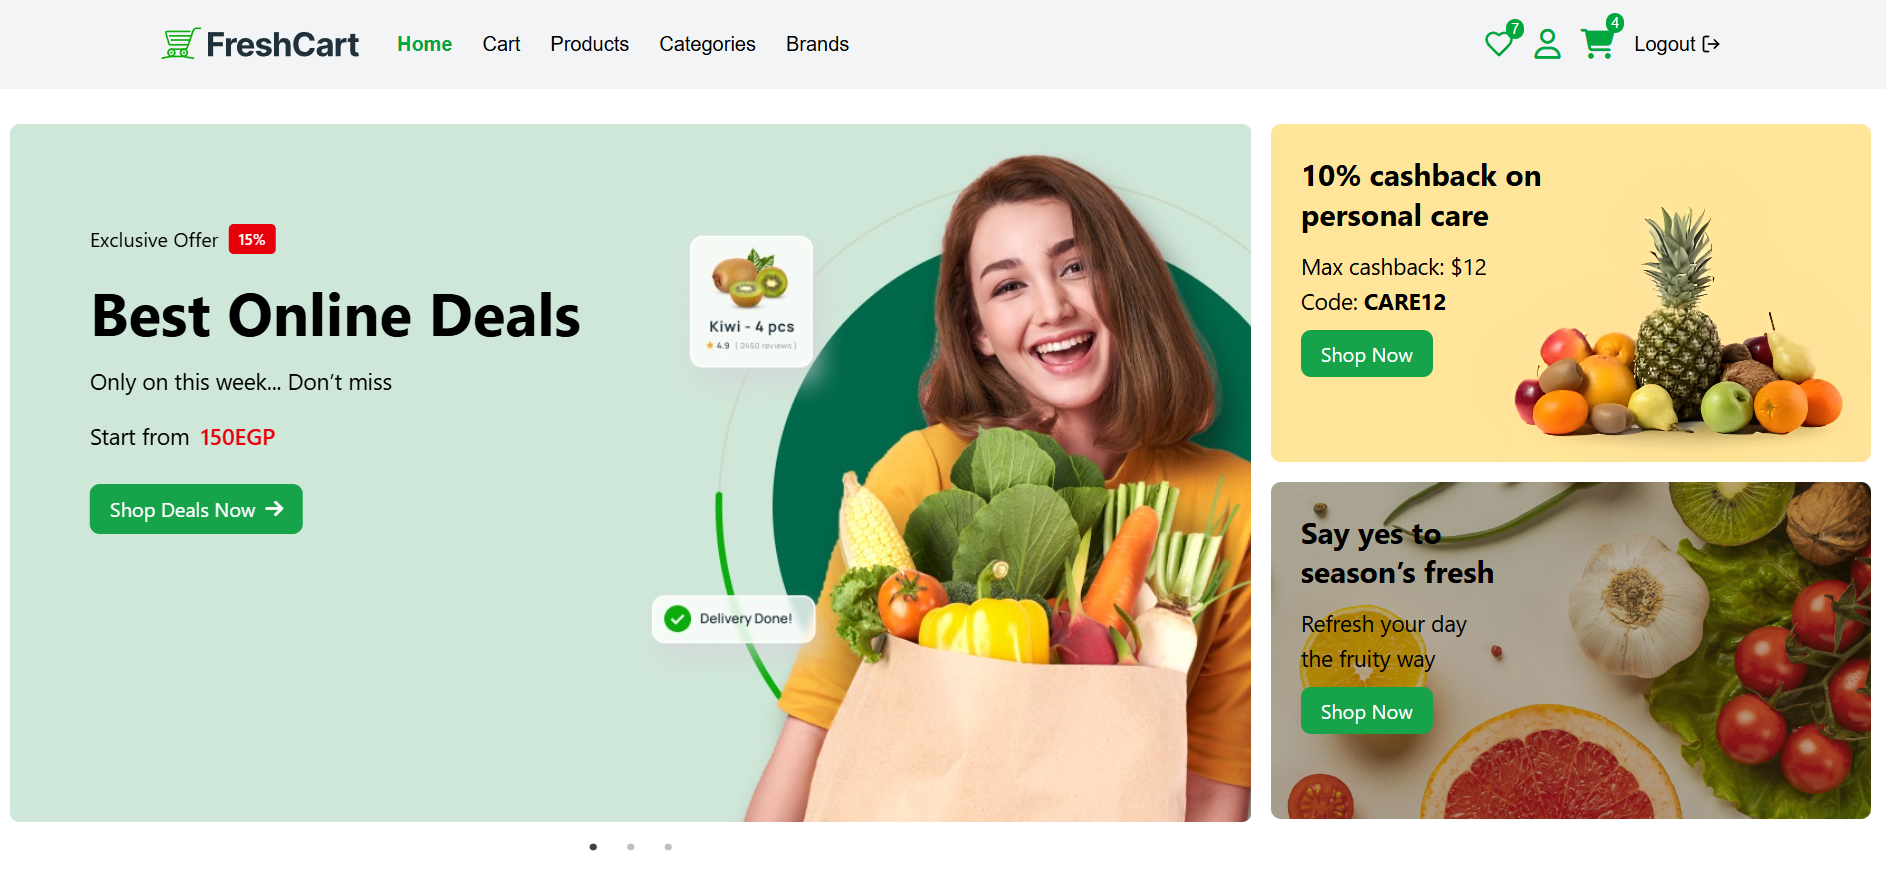 FreshCart
Home
Cart
Products
Categories
Brands
7
4
Logout
Exclusive Offer 15%
Best Online Deals
Only on this week... Don’t miss
Start from 150EGP
Shop Deals Now
Kiwi - 4 pcs
4.9 ( 2450 reviews )
Delivery Done!
10% cashback on
personal care
Max cashback: $12
Code: CARE12
Shop Now
Say yes to
season’s fresh
Refresh your day
the fruity way
Shop Now